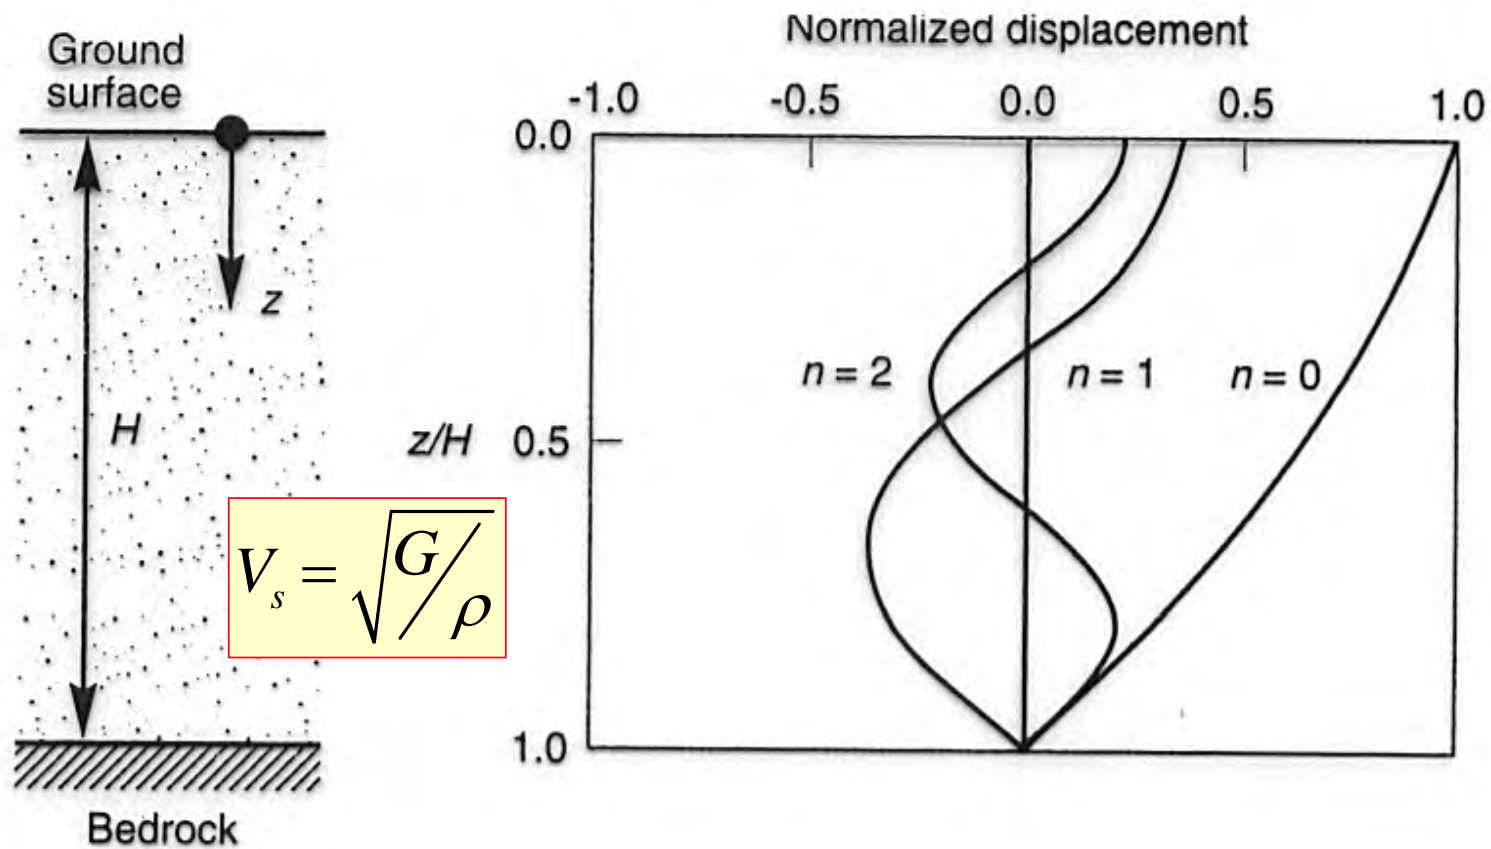 Normalized displacement
Ground
surface
-1.0 -0.5 0.0 0.5 1.0
0.0
z
n = 2 n = 1 n = 0
H
z/H 0.5
V_s = √(G/ρ)
1.0
Bedrock